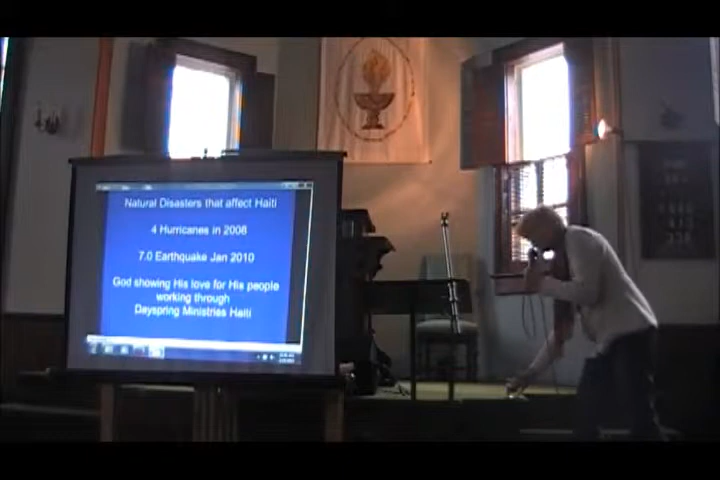 Natural Disasters that affect Haiti
4 Hurricanes in 2008
7.0 Earthquake Jan 2010
God showing His love for His people
working through
Dayspring Ministries Haiti